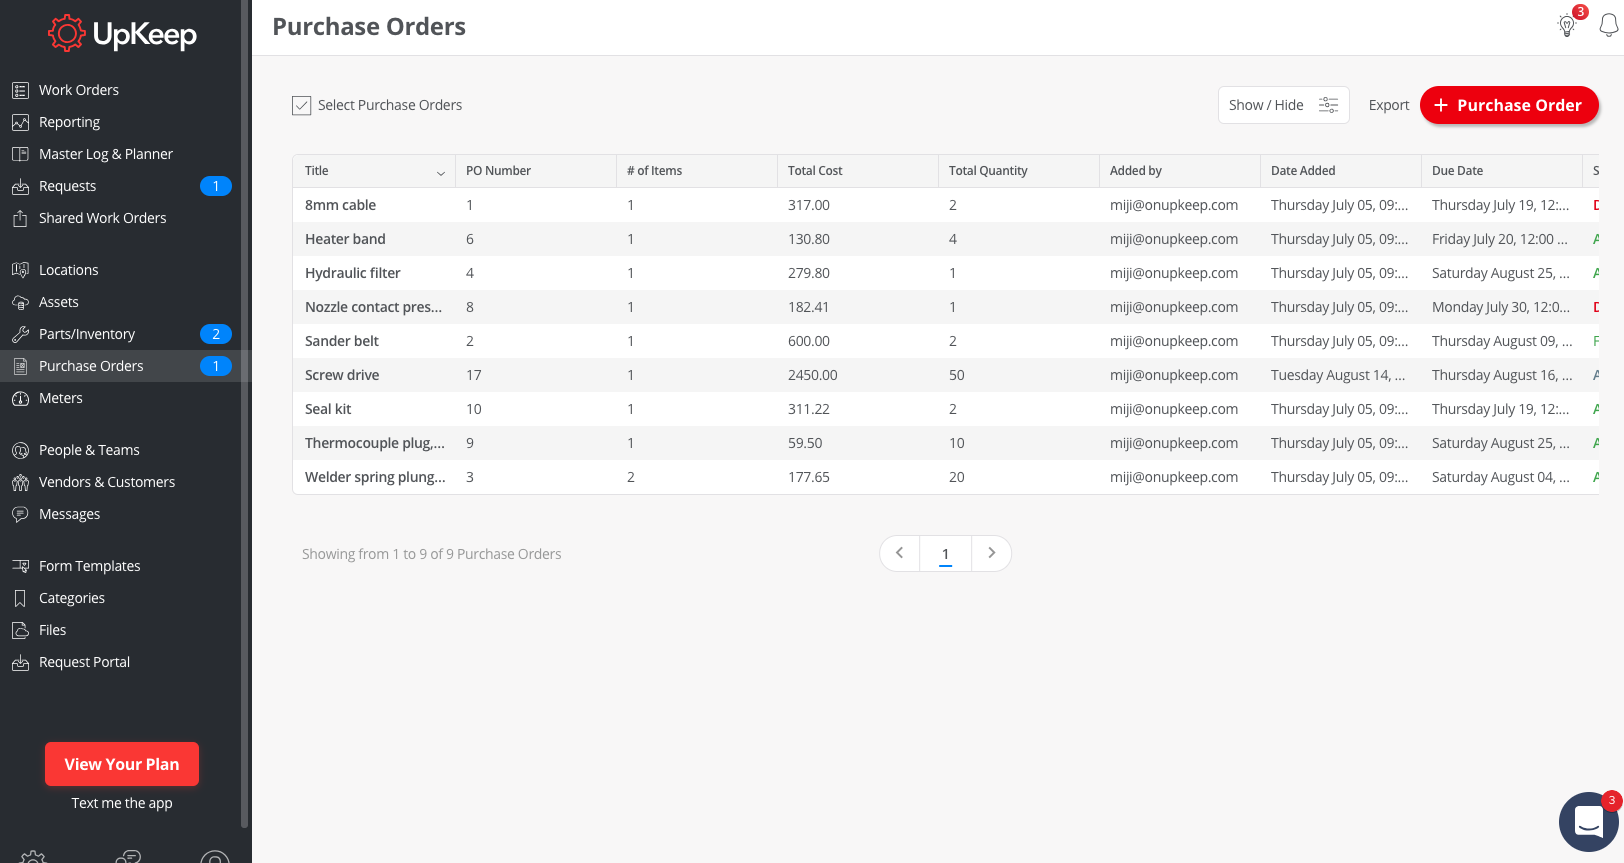 UpKeep
Work Orders
Reporting
Master Log & Planner
Requests 1
Shared Work Orders
Locations
Assets
Parts/Inventory 2
Purchase Orders 1
Meters
People & Teams
Vendors & Customers
Messages
Form Templates
Categories
Files
Request Portal
View Your Plan
Text me the app
Purchase Orders
3
Select Purchase Orders
Show / Hide
Export
+ Purchase Order
Title PO Number # of Items Total Cost Total Quantity Added by Date Added Due Date S
8mm cable 1 1 317.00 2 miji@onupkeep.com Thursday July 05, 09:... Thursday July 19, 12:... D
Heater band 6 1 130.80 4 miji@onupkeep.com Thursday July 05, 09:... Friday July 20, 12:00 ... A
Hydraulic filter 4 1 279.80 1 miji@onupkeep.com Thursday July 05, 09:... Saturday August 25, ... A
Nozzle contact pres... 8 1 182.41 1 miji@onupkeep.com Thursday July 05, 09:... Monday July 30, 12:0... D
Sander belt 2 1 600.00 2 miji@onupkeep.com Thursday July 05, 09:... Thursday August 09, ... F
Screw drive 17 1 2450.00 50 miji@onupkeep.com Tuesday August 14, ... Thursday August 16, ... A
Seal kit 10 1 311.22 2 miji@onupkeep.com Thursday July 05, 09:... Thursday July 19, 12:... A
Thermocouple plug,... 9 1 59.50 10 miji@onupkeep.com Thursday July 05, 09:... Saturday August 25, ... A
Welder spring plung... 3 2 177.65 20 miji@onupkeep.com Thursday July 05, 09:... Saturday August 04, ... A
Showing from 1 to 9 of 9 Purchase Orders
1
3